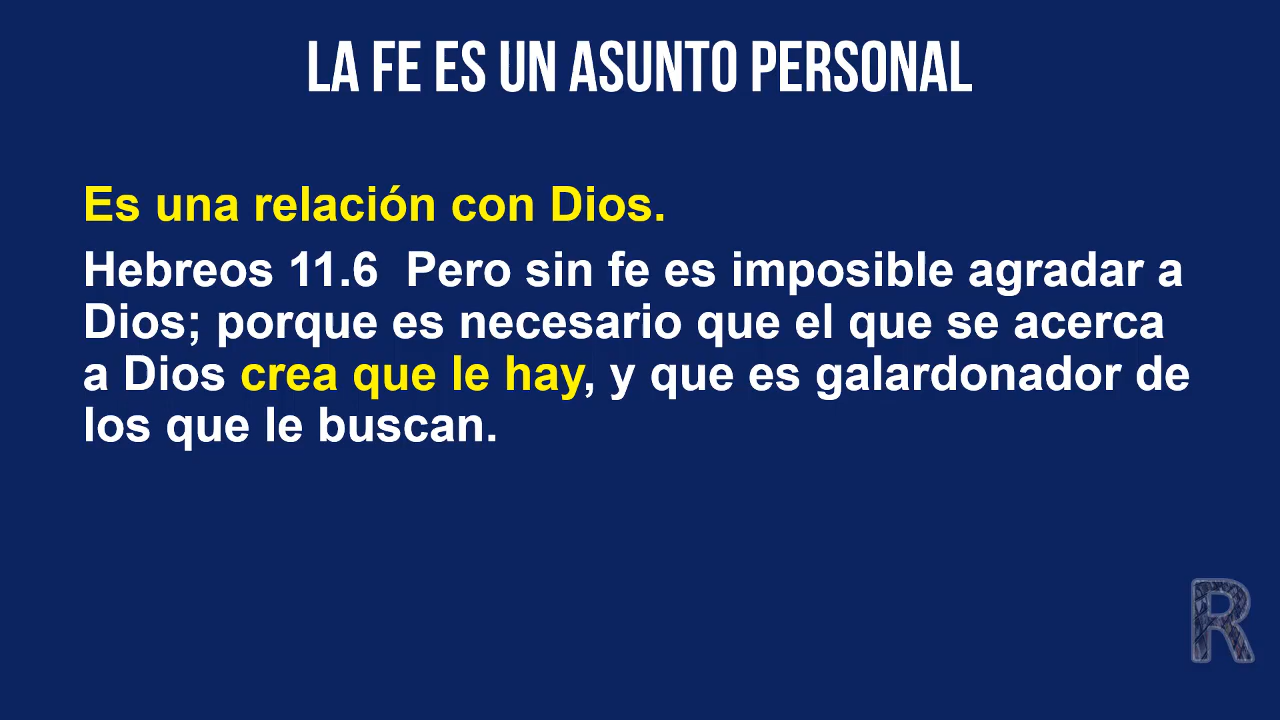 LA FE ES UN ASUNTO PERSONAL
Es una relación con Dios.
Hebreos 11.6  Pero sin fe es imposible agradar a
Dios; porque es necesario que el que se acerca
a Dios crea que le hay, y que es galardonador de
los que le buscan.
R